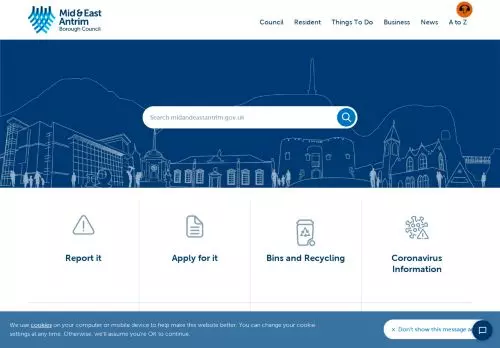 Mid & East
Antrim
Borough Council
Council Resident Things To Do Business News A to Z
Search midandeastantrim.gov.uk
Report it
Apply for it
Bins and Recycling
Coronavirus
Information
We use cookies on your computer or mobile device to help make this website better. You can change your cookie
settings at any time. Otherwise, we'll assume you're OK to continue.
× Don't show this message